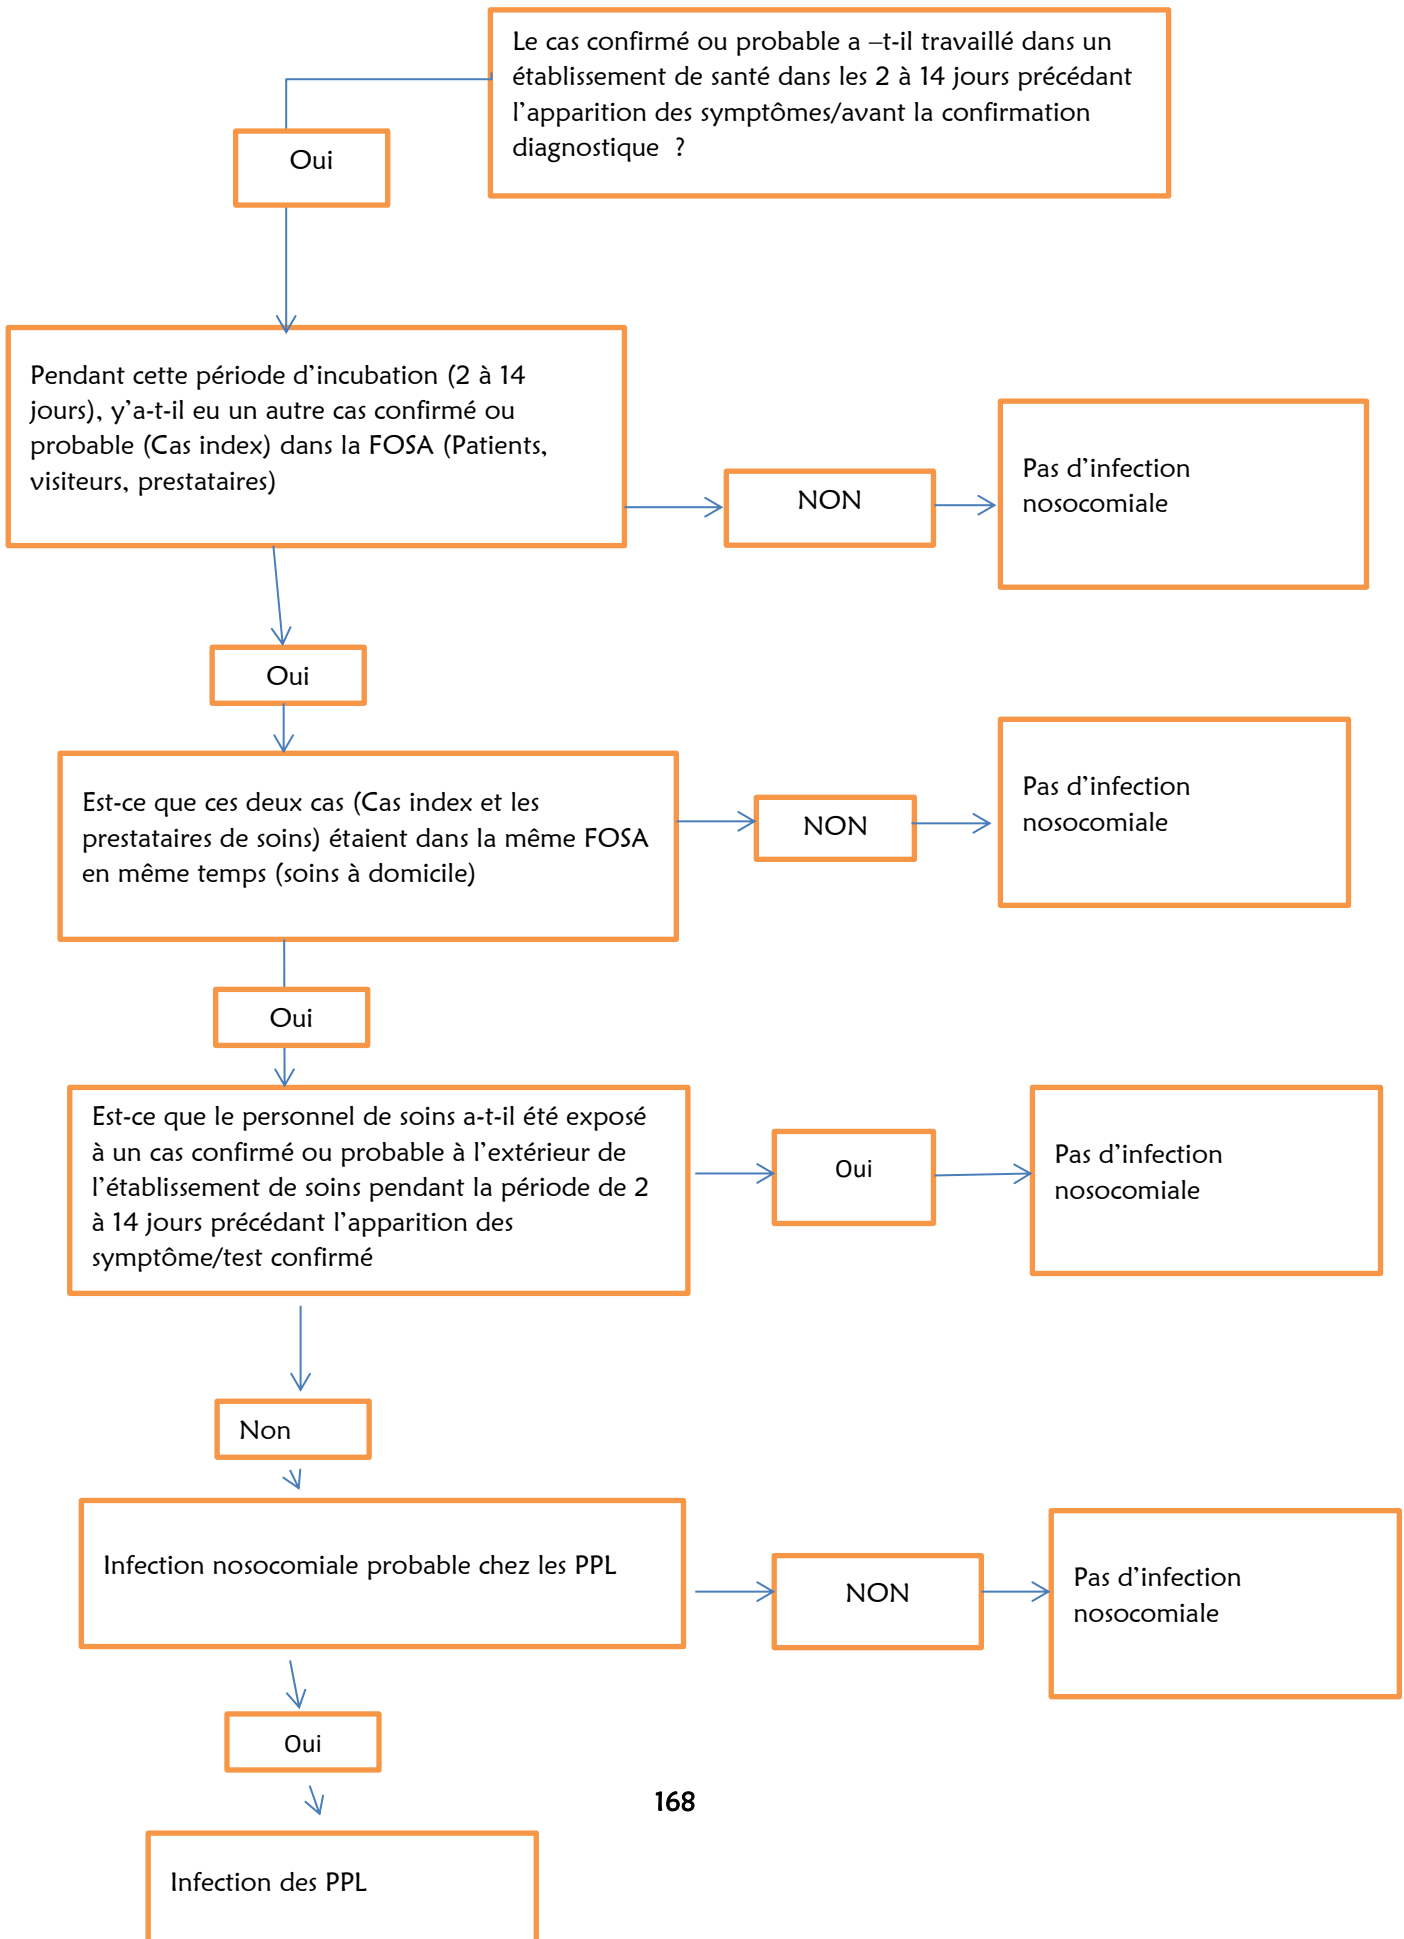 Le cas confirmé ou probable a –t-il travaillé dans un
établissement de santé dans les 2 à 14 jours précédant
l’apparition des symptômes/avant la confirmation
diagnostique  ?
Oui
Pendant cette période d’incubation (2 à 14
jours), y’a-t-il eu un autre cas confirmé ou
probable (Cas index) dans la FOSA (Patients,
visiteurs, prestataires)
NON
Pas d’infection
nosocomiale
Oui
Est-ce que ces deux cas (Cas index et les
prestataires de soins) étaient dans la même FOSA
en même temps (soins à domicile)
NON
Pas d’infection
nosocomiale
Oui
Est-ce que le personnel de soins a-t-il été exposé
à un cas confirmé ou probable à l’extérieur de
l’établissement de soins pendant la période de 2
à 14 jours précédant l’apparition des
symptôme/test confirmé
Oui
Pas d’infection
nosocomiale
Non
Infection nosocomiale probable chez les PPL
NON
Pas d’infection
nosocomiale
Oui
168
Infection des PPL